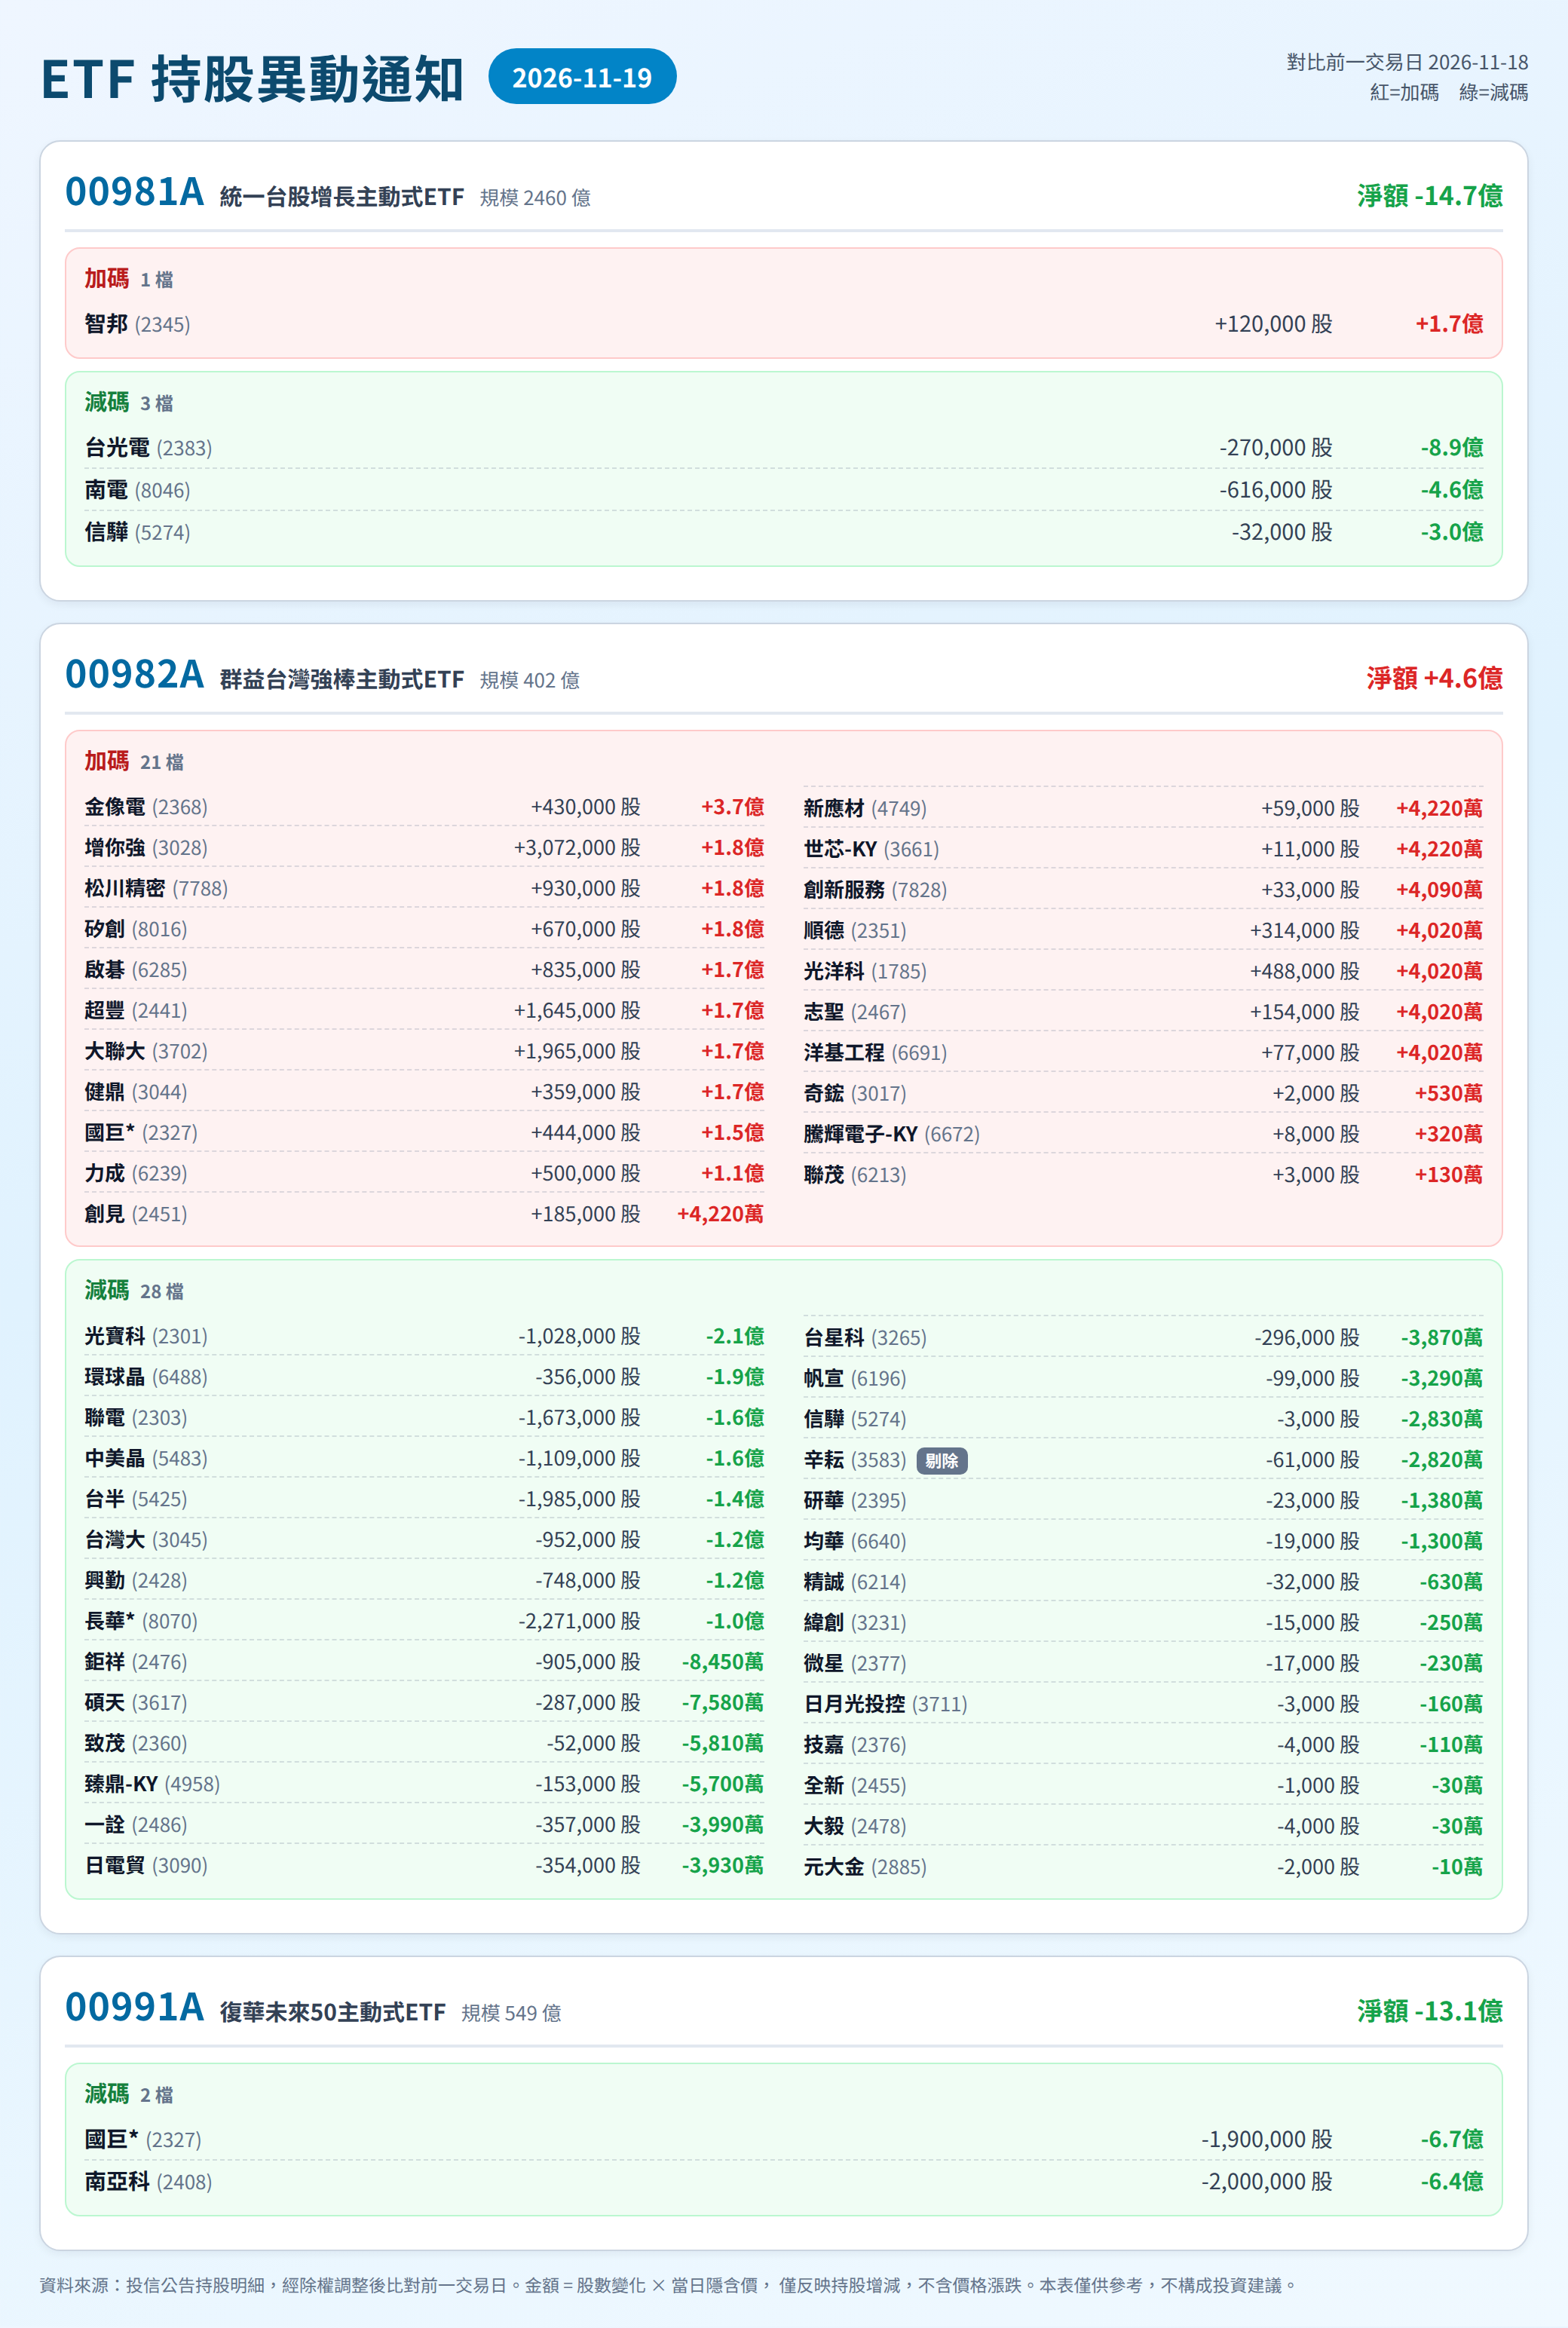 ETF 持股異動通知 2026-11-19
對比前一交易日 2026-11-18
紅=加碼 綠=減碼
00981A 統一台股增長主動式ETF 規模 2460 億 淨額 -14.7億
加碼 1 檔
智邦 (2345) +120,000 股 +1.7億
減碼 3 檔
台光電 (2383) -270,000 股 -8.9億
南電 (8046) -616,000 股 -4.6億
信驊 (5274) -32,000 股 -3.0億
00982A 群益台灣強棒主動式ETF 規模 402 億 淨額 +4.6億
加碼 21 檔
金像電 (2368) +430,000 股 +3.7億
增你強 (3028) +3,072,000 股 +1.8億
松川精密 (7788) +930,000 股 +1.8億
矽創 (8016) +670,000 股 +1.8億
啟碁 (6285) +835,000 股 +1.7億
超豐 (2441) +1,645,000 股 +1.7億
大聯大 (3702) +1,965,000 股 +1.7億
健鼎 (3044) +359,000 股 +1.7億
國巨* (2327) +444,000 股 +1.5億
力成 (6239) +500,000 股 +1.1億
創見 (2451) +185,000 股 +4,220萬
新應材 (4749) +59,000 股 +4,220萬
世芯-KY (3661) +11,000 股 +4,220萬
創新服務 (7828) +33,000 股 +4,090萬
順德 (2351) +314,000 股 +4,020萬
光洋科 (1785) +488,000 股 +4,020萬
志聖 (2467) +154,000 股 +4,020萬
洋基工程 (6691) +77,000 股 +4,020萬
奇鋐 (3017) +2,000 股 +530萬
騰輝電子-KY (6672) +8,000 股 +320萬
聯茂 (6213) +3,000 股 +130萬
減碼 28 檔
光寶科 (2301) -1,028,000 股 -2.1億
環球晶 (6488) -356,000 股 -1.9億
聯電 (2303) -1,673,000 股 -1.6億
中美晶 (5483) -1,109,000 股 -1.6億
台半 (5425) -1,985,000 股 -1.4億
台灣大 (3045) -952,000 股 -1.2億
興勤 (2428) -748,000 股 -1.2億
長華* (8070) -2,271,000 股 -1.0億
鉅祥 (2476) -905,000 股 -8,450萬
碩天 (3617) -287,000 股 -7,580萬
致茂 (2360) -52,000 股 -5,810萬
臻鼎-KY (4958) -153,000 股 -5,700萬
一詮 (2486) -357,000 股 -3,990萬
日電貿 (3090) -354,000 股 -3,930萬
台星科 (3265) -296,000 股 -3,870萬
帆宣 (6196) -99,000 股 -3,290萬
信驊 (5274) -3,000 股 -2,830萬
辛耘 (3583) 剔除 -61,000 股 -2,820萬
研華 (2395) -23,000 股 -1,380萬
均華 (6640) -19,000 股 -1,300萬
精誠 (6214) -32,000 股 -630萬
緯創 (3231) -15,000 股 -250萬
微星 (2377) -17,000 股 -230萬
日月光投控 (3711) -3,000 股 -160萬
技嘉 (2376) -4,000 股 -110萬
全新 (2455) -1,000 股 -30萬
大毅 (2478) -4,000 股 -30萬
元大金 (2885) -2,000 股 -10萬
00991A 復華未來50主動式ETF 規模 549 億 淨額 -13.1億
減碼 2 檔
國巨* (2327) -1,900,000 股 -6.7億
南亞科 (2408) -2,000,000 股 -6.4億
資料來源：投信公告持股明細，經除權調整後比對前一交易日。金額 = 股數變化 × 當日隱含價， 僅反映持股增減，不含價格漲跌。本表僅供參考，不構成投資建議。